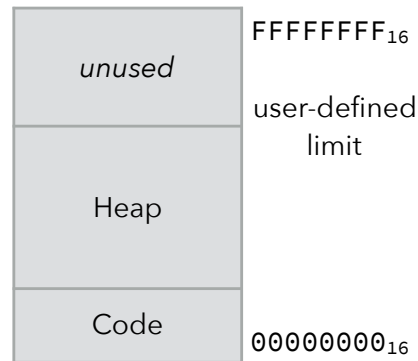 FFFFFFFF₁₆
unused
user-defined
limit
Heap
Code
00000000₁₆